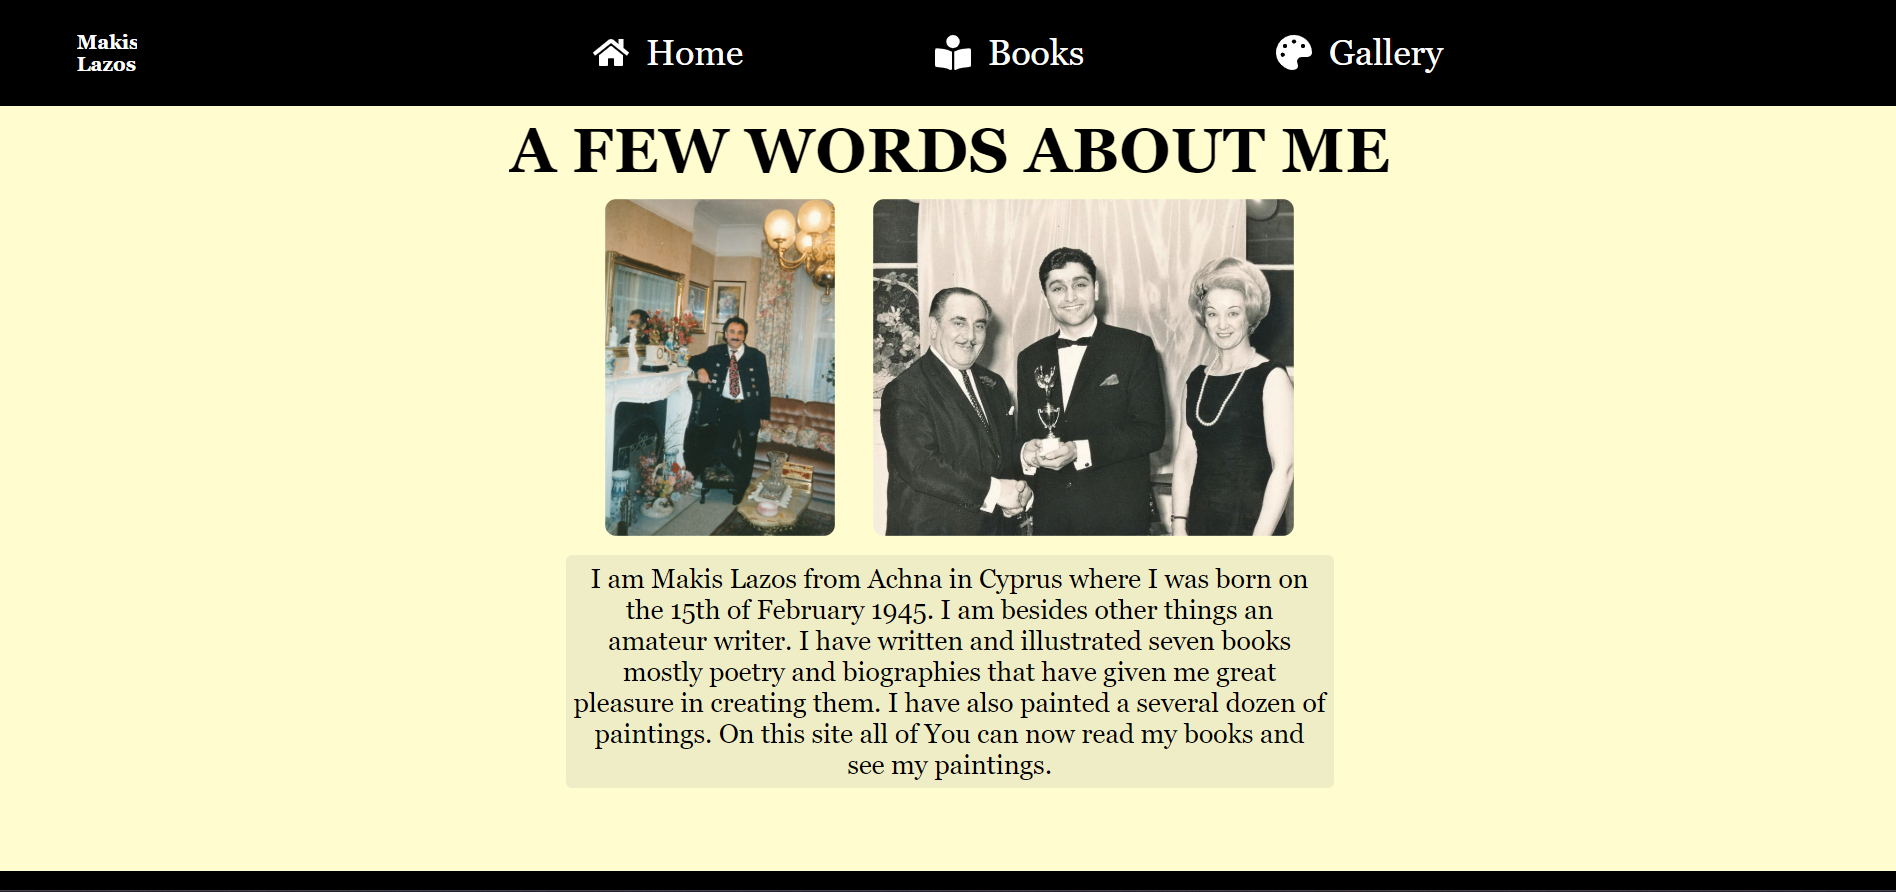 Makis
Lazos
Home
Books
Gallery
A FEW WORDS ABOUT ME
I am Makis Lazos from Achna in Cyprus where I was born on
the 15th of February 1945. I am besides other things an
amateur writer. I have written and illustrated seven books
mostly poetry and biographies that have given me great
pleasure in creating them. I have also painted a several dozen of
paintings. On this site all of You can now read my books and
see my paintings.